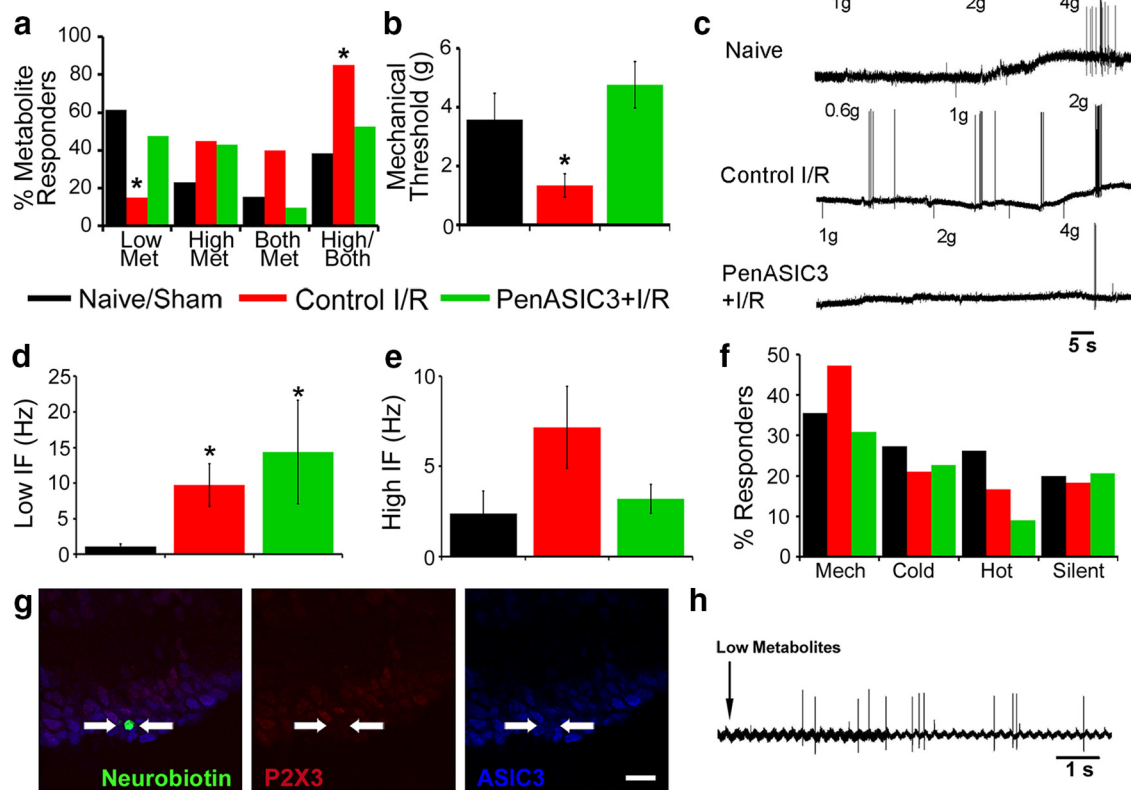 a
% Metabolite
Responders
100
80
60
40
20
0
*
*
Low
Met
High
Met
Both
Met
High/
Both
b
Mechanical
Threshold (g)
6
4
2
0
*
c
1g
2g
4g
Naive
0.6g
1g
2g
Control I/R
1g
2g
4g
PenASIC3
+I/R
5 s
Naive/Sham
Control I/R
PenASIC3+I/R
d
Low IF (Hz)
25
20
15
10
5
0
*
*
e
High IF (Hz)
10
5
0
f
% Responders
50
40
30
20
10
0
Mech
Cold
Hot
Silent
g
Neurobiotin
P2X3
ASIC3
h
Low Metabolites
1 s